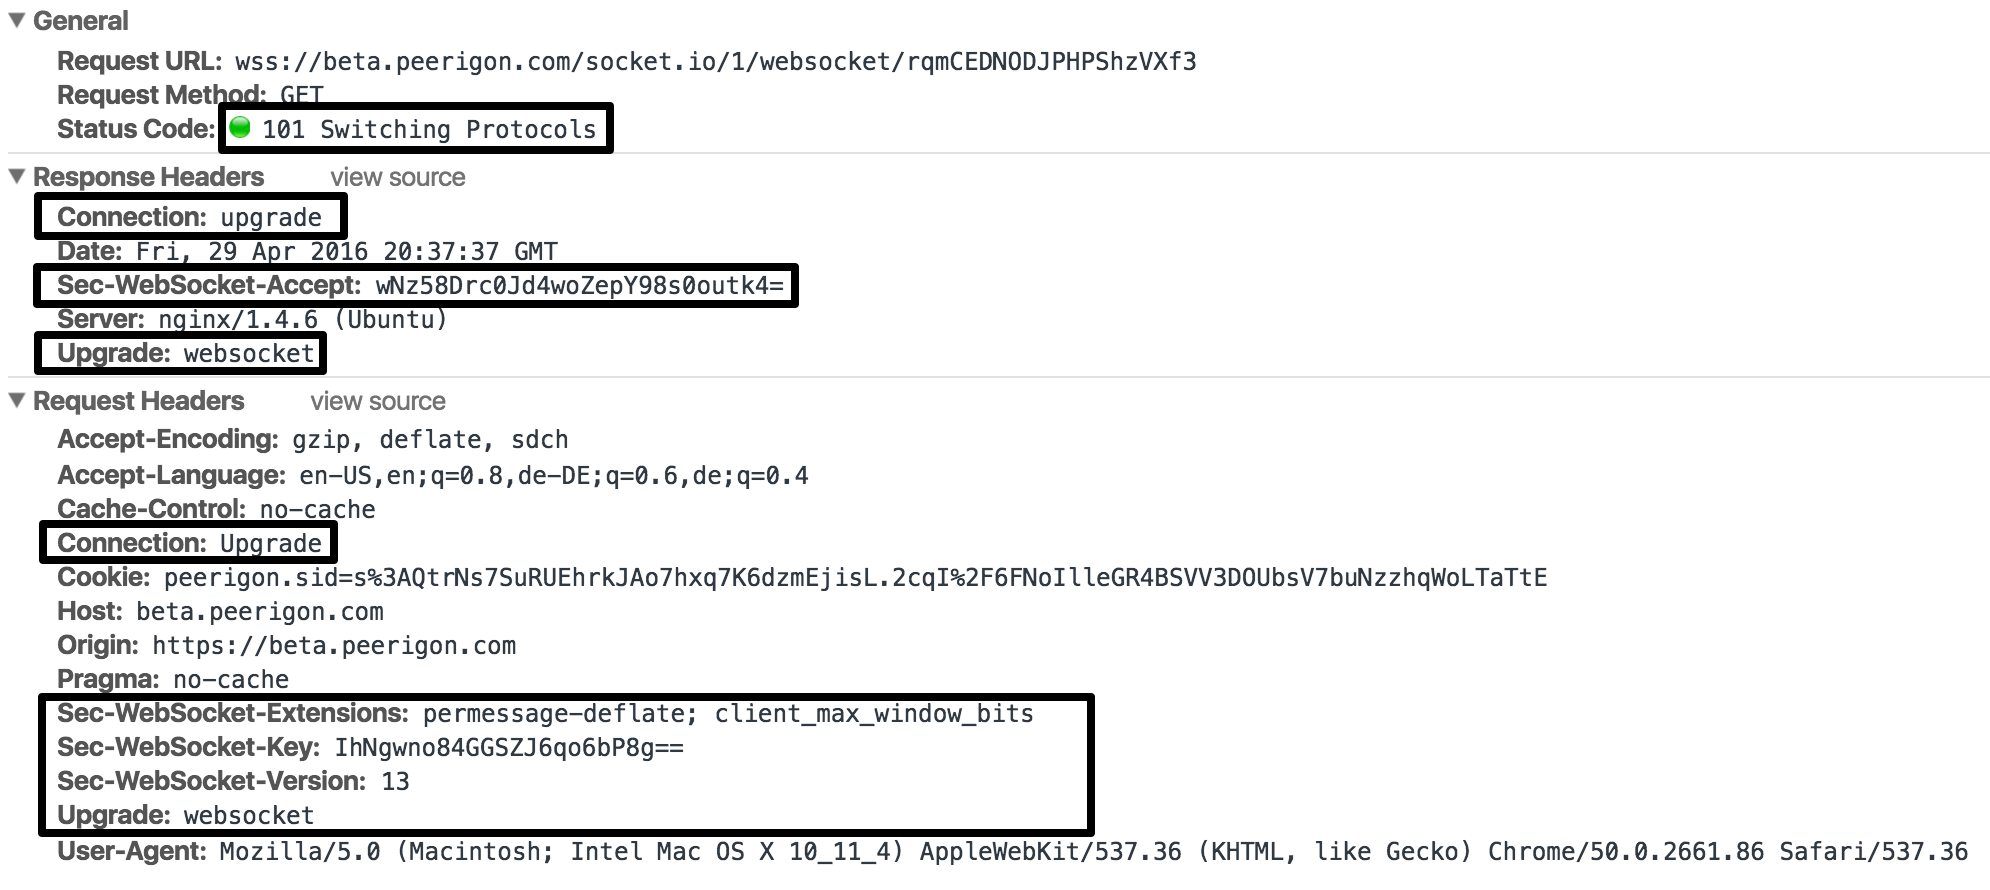 General
Request URL: wss://beta.peerigon.com/socket.io/1/websocket/rqmCEDNODJPHPShzVXf3
Request Method: GET
Status Code: 101 Switching Protocols
Response Headers view source
Connection: upgrade
Date: Fri, 29 Apr 2016 20:37:37 GMT
Sec-WebSocket-Accept: wNz58Drc0Jd4woZepY98s0outk4=
Server: nginx/1.4.6 (Ubuntu)
Upgrade: websocket
Request Headers view source
Accept-Encoding: gzip, deflate, sdch
Accept-Language: en-US,en;q=0.8,de-DE;q=0.6,de;q=0.4
Cache-Control: no-cache
Connection: Upgrade
Cookie: peerigon.sid=s%3AQtrNs7SuRUEhrkJAo7hxq7K6dzmEjisL.2cqI%2F6FNoIlleGR4BSVV3DOUbsV7buNzzhqWoLTaTtE
Host: beta.peerigon.com
Origin: https://beta.peerigon.com
Pragma: no-cache
Sec-WebSocket-Extensions: permessage-deflate; client_max_window_bits
Sec-WebSocket-Key: IhNgwno84GGSZJ6qo6bP8g==
Sec-WebSocket-Version: 13
Upgrade: websocket
User-Agent: Mozilla/5.0 (Macintosh; Intel Mac OS X 10_11_4) AppleWebKit/537.36 (KHTML, like Gecko) Chrome/50.0.2661.86 Safari/537.36